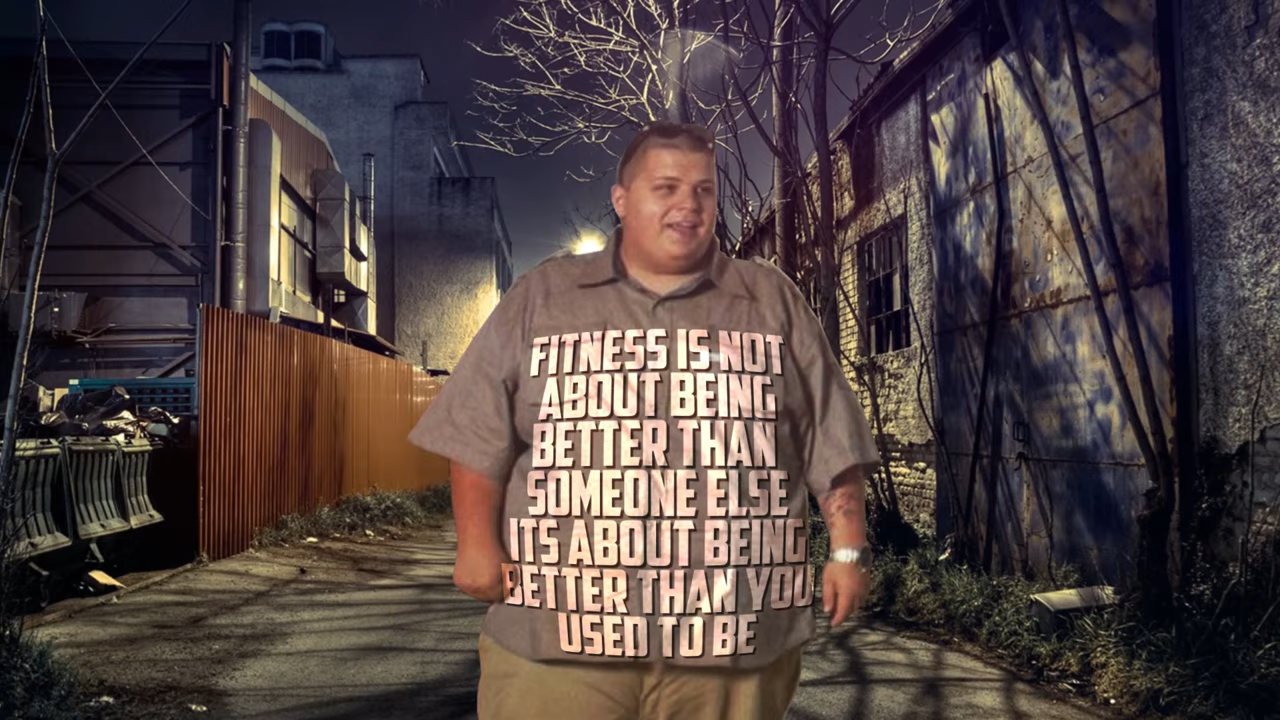 FITNESS IS NOT
ABOUT BEING
BETTER THAN
SOMEONE ELSE
ITS ABOUT BEING
BETTER THAN YOU
USED TO BE